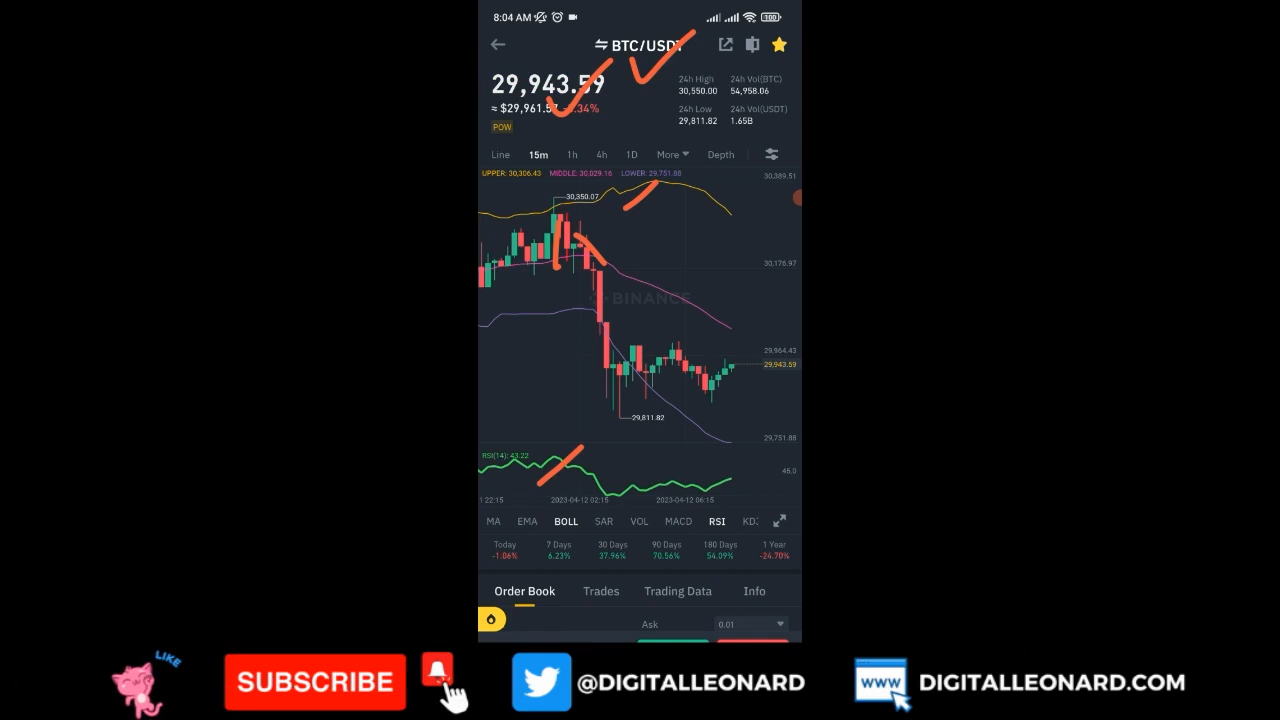 8:04 AM 100
BTC/USDT
29,943.59
≈ $29,961.57
24h High 24h Vol(BTC)
30,550.00 54,958.06
24h Low 24h Vol(USDT)
29,811.82 1.65B
POW
Line 15m 1h 4h 1D More Depth
UPPER: 30,306.43 MIDDLE: 30,029.16 LOWER: 29,751.88
30,389.51
30,350.07
30,176.97
BINANCE
29,964.43
29,943.59
29,811.82
29,751.88
RSI(14): 43.22
45.0
1 22:15 2023-04-12 02:15 2023-04-12 06:15
MA EMA BOLL SAR VOL MACD RSI KDJ
Today 7 Days 30 Days 90 Days 180 Days 1 Year
-1.06% 6.23% 37.96% 70.56% 54.09% -24.70%
Order Book Trades Trading Data Info
Ask 0.01
LIKE
SUBSCRIBE
@DIGITALLEONARD
WWW
DIGITALLEONARD.COM